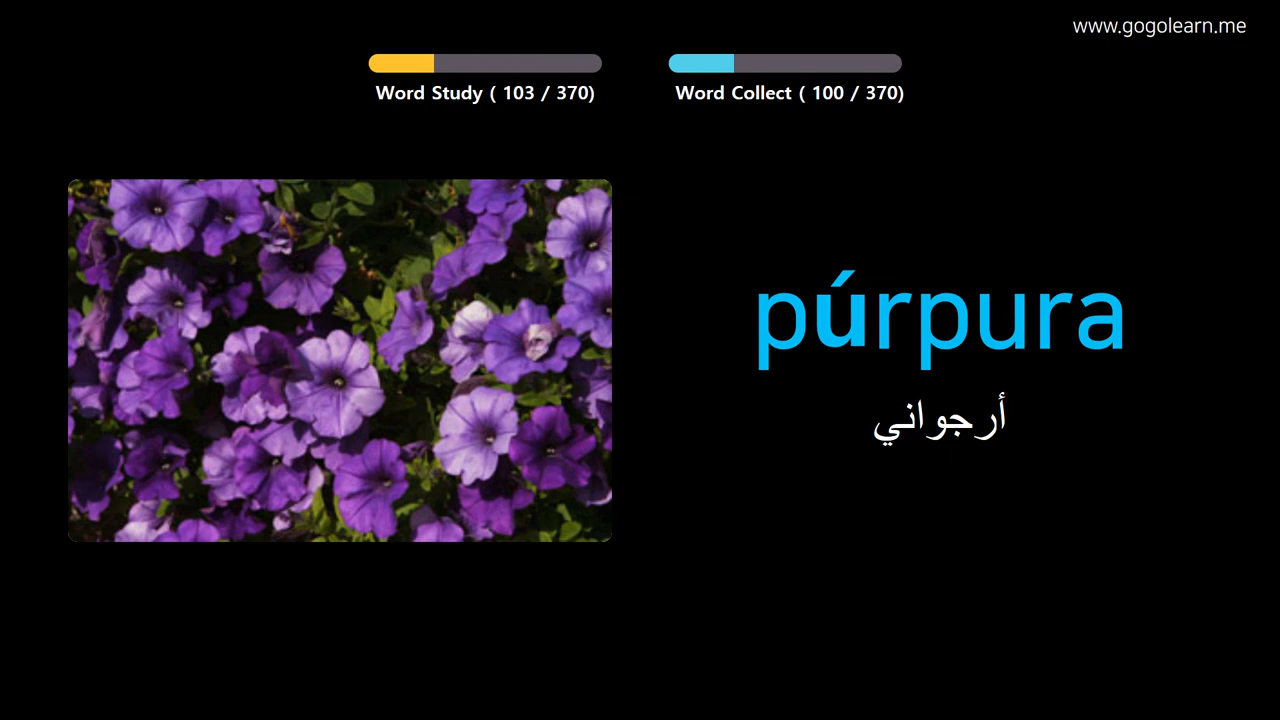 www.gogolearn.me
Word Study ( 103 / 370)
Word Collect ( 100 / 370)
púrpura
أرجواني